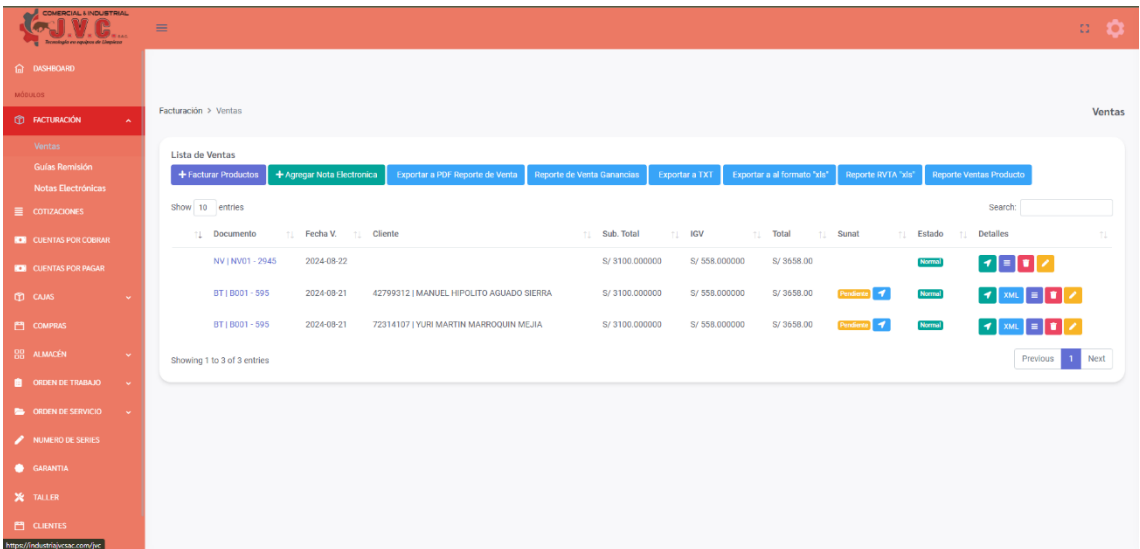 COMERCIAL & INDUSTRIAL
J.V.C. S.A.C.
Tecnología en equipos de Limpieza
DASHBOARD
MÓDULOS
FACTURACIÓN
Ventas
Guías Remisión
Notas Electrónicas
COTIZACIONES
CUENTAS POR COBRAR
CUENTAS POR PAGAR
CAJAS
COMPRAS
ALMACÉN
ORDEN DE TRABAJO
ORDEN DE SERVICIO
NUMERO DE SERIES
GARANTIA
TALLER
CLIENTES
https://industriajvcsac.com/jvc
Facturación > Ventas
Ventas
Lista de Ventas
+ Facturar Productos + Agregar Nota Electronica Exportar a PDF Reporte de Venta Reporte de Venta Ganancias Exportar a TXT Exportar a al formato "xls" Reporte RVTA "xls" Reporte Ventas Producto
Show 10 entries Search:
Documento Fecha V. Cliente Sub. Total IGV Total Sunat Estado Detalles
NV | NV01 - 2945 2024-08-22 S/ 3100.000000 S/ 558.000000 S/ 3658.00 Normal
BT | B001 - 595 2024-08-21 42799312 | MANUEL HIPOLITO AGUADO SIERRA S/ 3100.000000 S/ 558.000000 S/ 3658.00 Pendiente Normal XML
BT | B001 - 595 2024-08-21 72314107 | YURI MARTIN MARROQUIN MEJIA S/ 3100.000000 S/ 558.000000 S/ 3658.00 Pendiente Normal XML
Showing 1 to 3 of 3 entries
Previous 1 Next